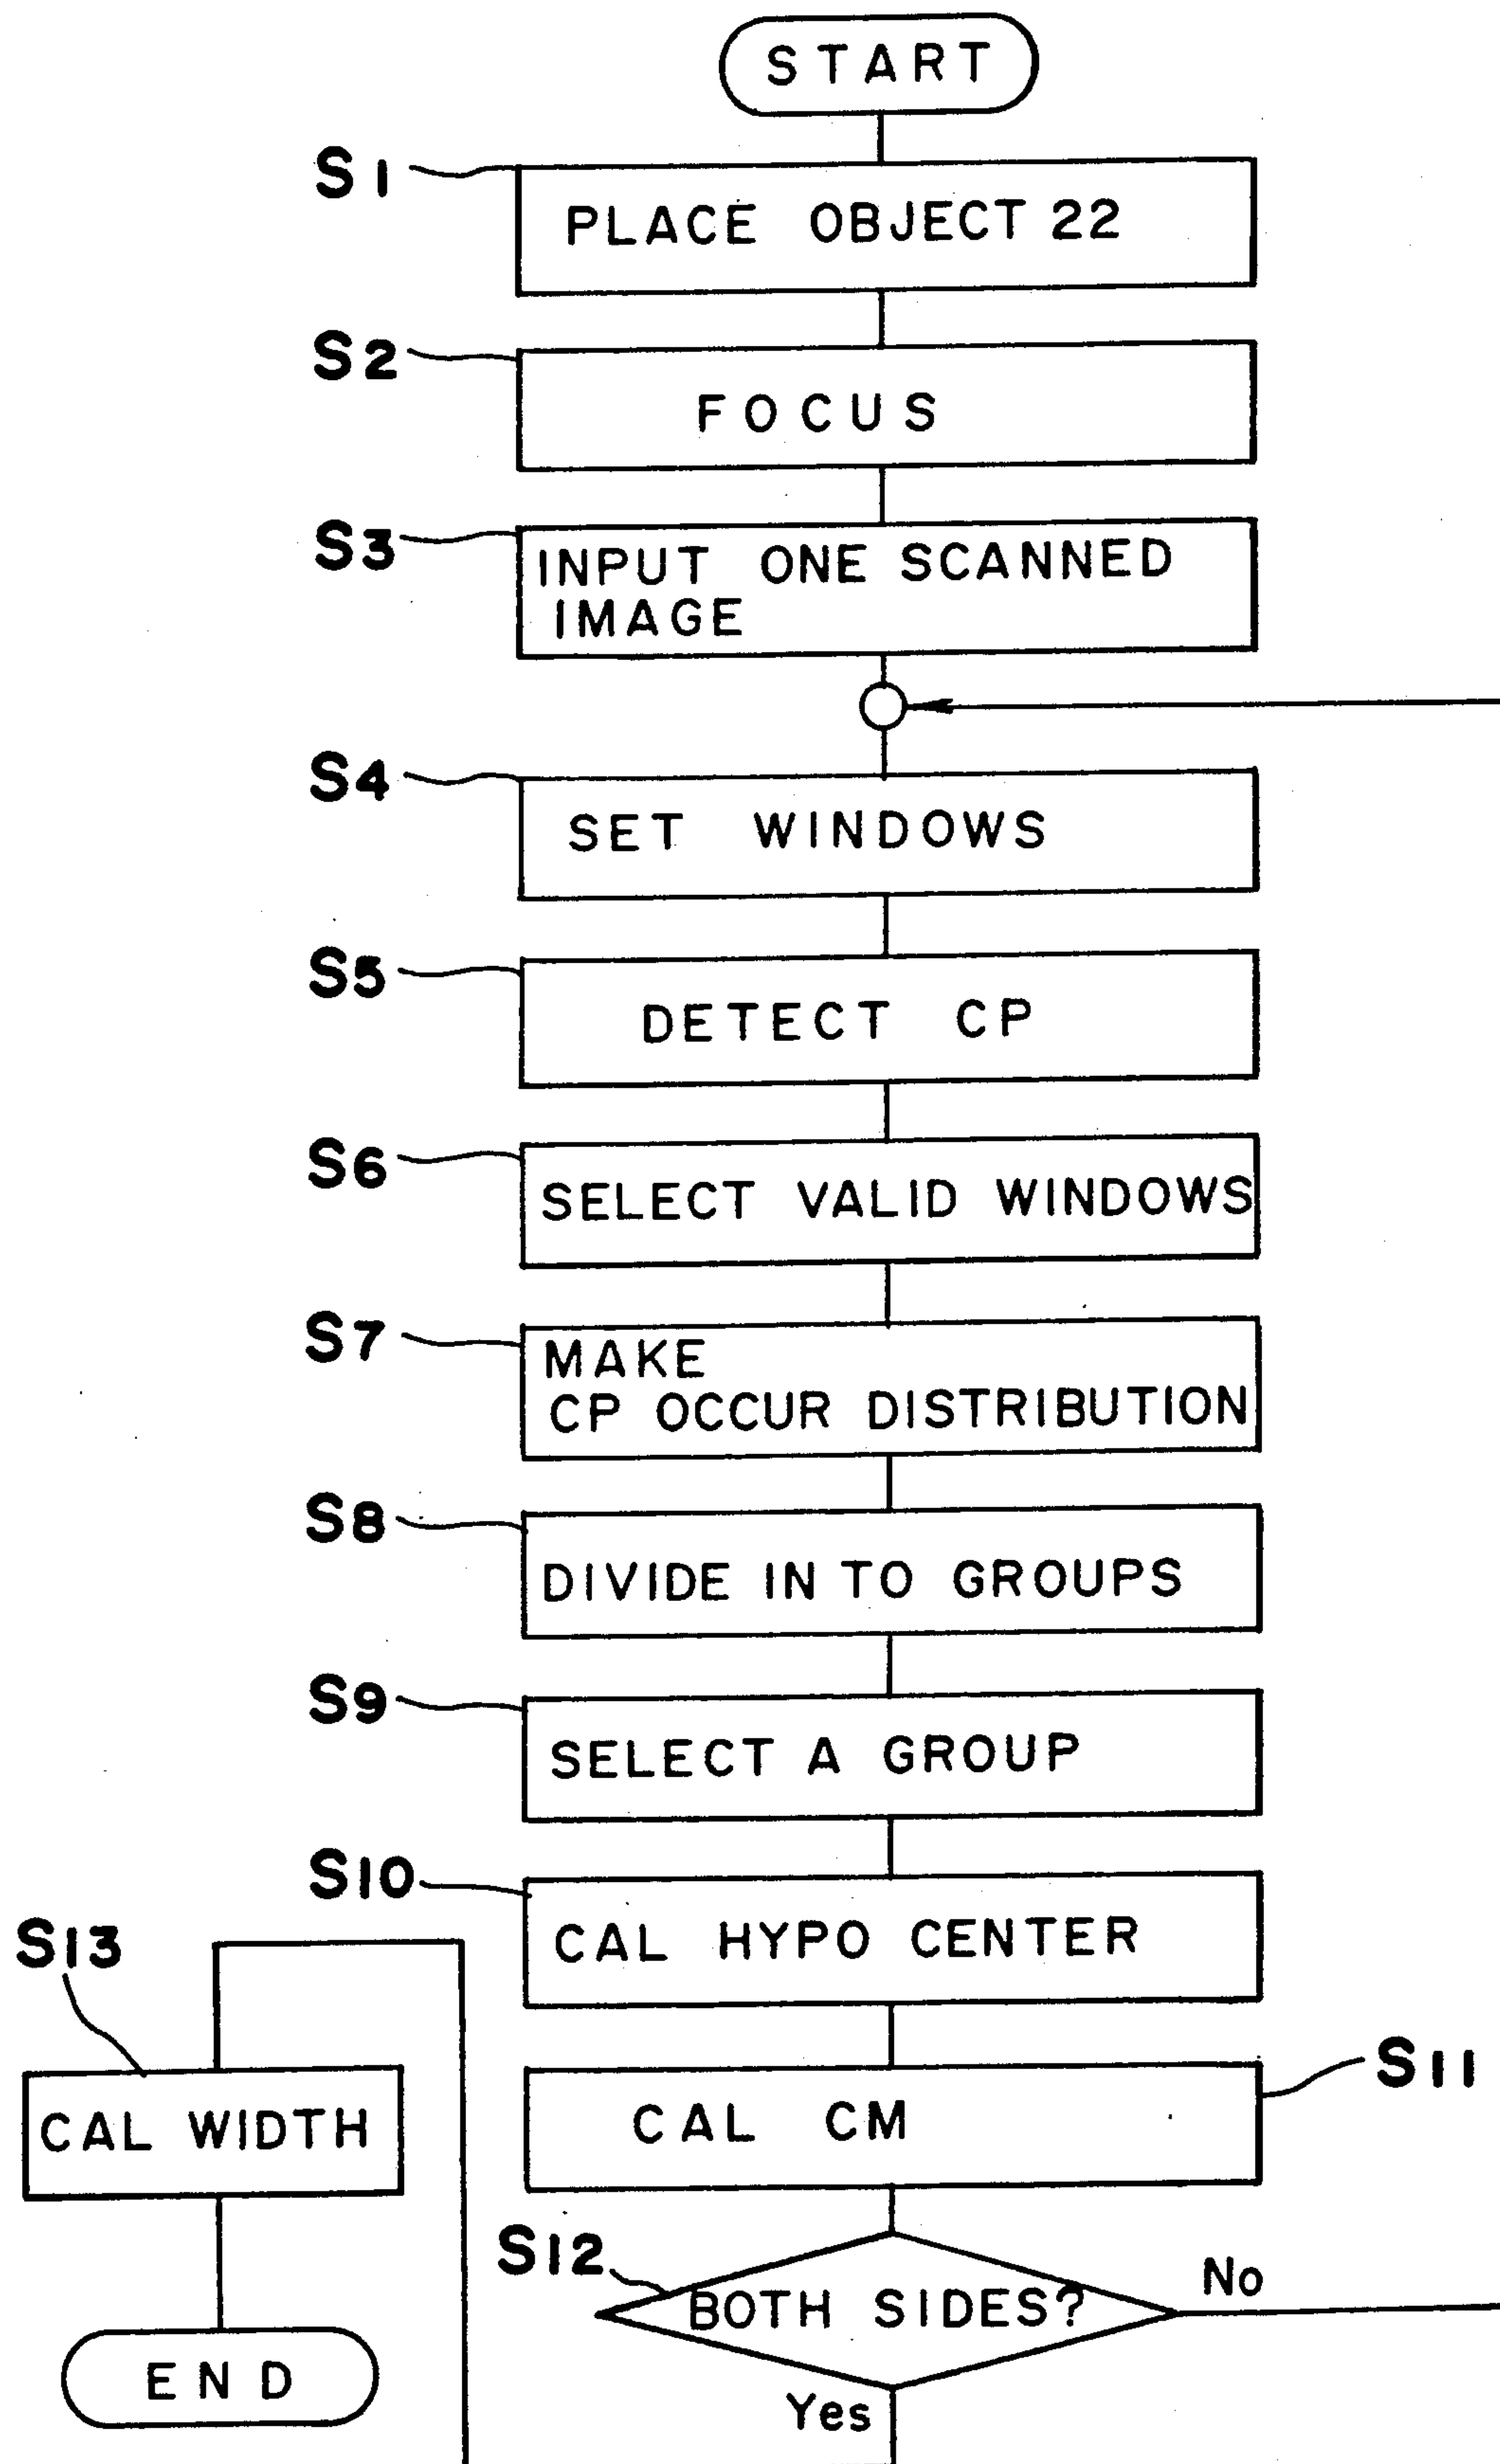 START
S1
PLACE OBJECT 22
S2
FOCUS
S3
INPUT ONE SCANNED
IMAGE
S4
SET WINDOWS
S5
DETECT CP
S6
SELECT VALID WINDOWS
S7
MAKE
CP OCCUR DISTRIBUTION
S8
DIVIDE IN TO GROUPS
S9
SELECT A GROUP
S10
CAL HYPO CENTER
S11
CAL CM
S12
BOTH SIDES?
No
Yes
S13
CAL WIDTH
END